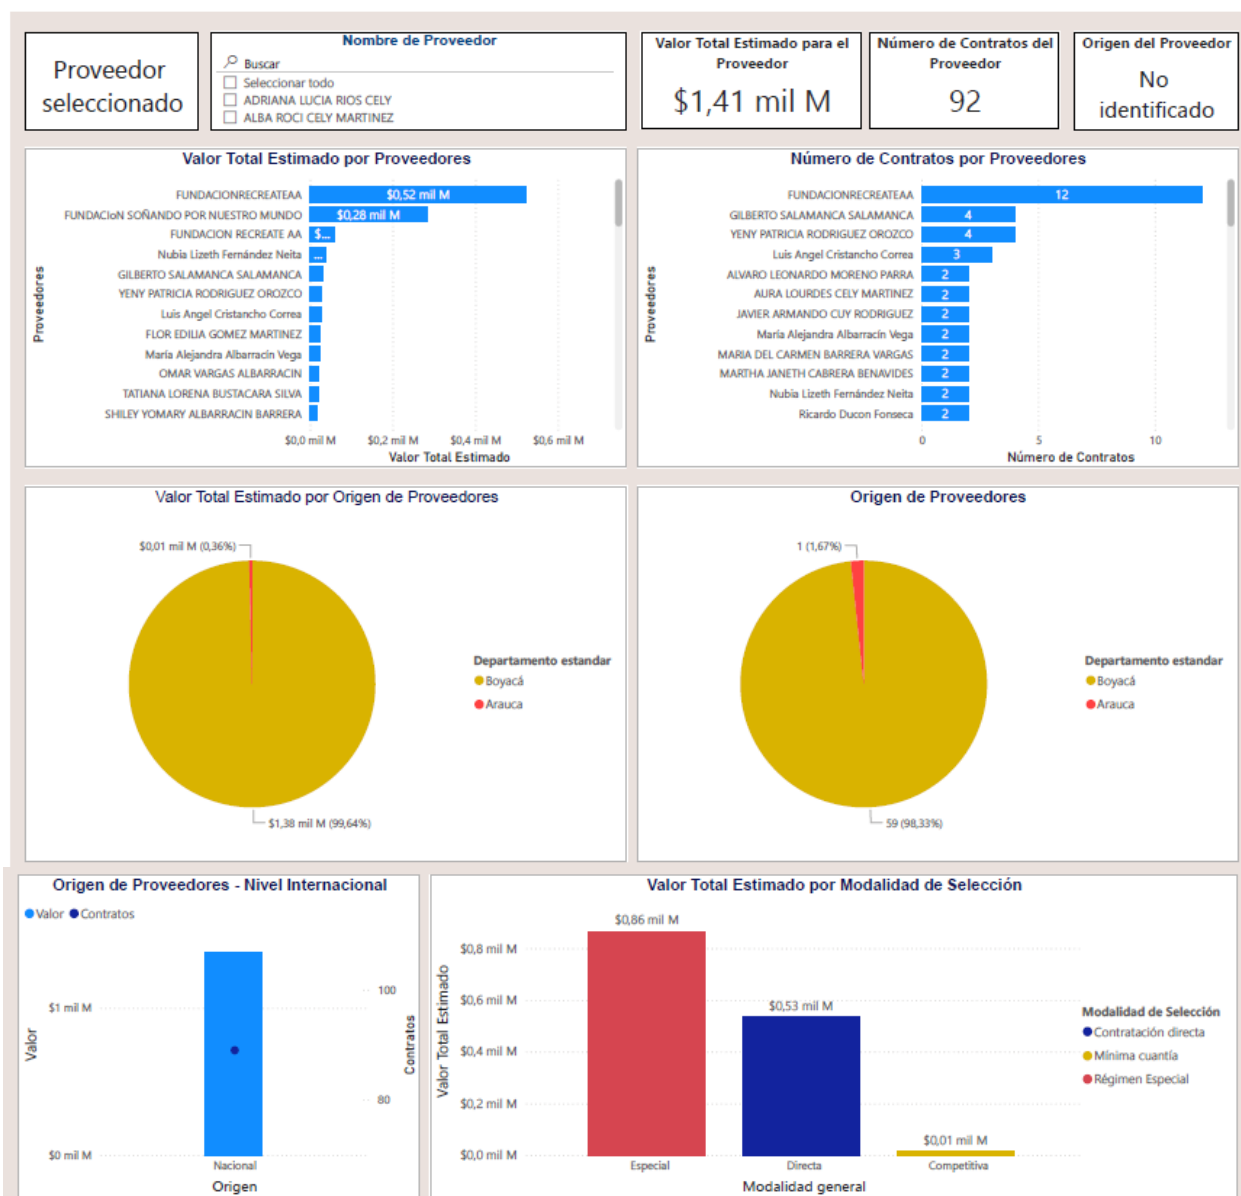 Proveedor
seleccionado
Nombre de Proveedor
Buscar
Seleccionar todo
ADRIANA LUCIA RIOS CELY
ALBA ROCI CELY MARTINEZ
Valor Total Estimado para el
Proveedor
$1,41 mil M
Número de Contratos del
Proveedor
92
Origen del Proveedor
No
identificado
Valor Total Estimado por Proveedores
Proveedores
FUNDACIONRECREATEAA
$0,52 mil M
FUNDACIoN SOÑANDO POR NUESTRO MUNDO
$0,28 mil M
FUNDACION RECREATE AA
$...
Nubia Lizeth Fernández Neita
...
GILBERTO SALAMANCA SALAMANCA
YENY PATRICIA RODRIGUEZ OROZCO
Luis Angel Cristancho Correa
FLOR EDILIA GOMEZ MARTINEZ
María Alejandra Albarracín Vega
OMAR VARGAS ALBARRACIN
TATIANA LORENA BUSTACARA SILVA
SHILEY YOMARY ALBARRACIN BARRERA
$0,0 mil M
$0,2 mil M
$0,4 mil M
$0,6 mil M
Valor Total Estimado
Número de Contratos por Proveedores
Proveedores
FUNDACIONRECREATEAA
12
GILBERTO SALAMANCA SALAMANCA
4
YENY PATRICIA RODRIGUEZ OROZCO
4
Luis Angel Cristancho Correa
3
ALVARO LEONARDO MORENO PARRA
2
AURA LOURDES CELY MARTINEZ
2
JAVIER ARMANDO CUY RODRIGUEZ
2
María Alejandra Albarracín Vega
2
MARIA DEL CARMEN BARRERA VARGAS
2
MARTHA JANETH CABRERA BENAVIDES
2
Nubia Lizeth Fernández Neita
2
Ricardo Ducon Fonseca
2
0
5
10
Número de Contratos
Valor Total Estimado por Origen de Proveedores
$0,01 mil M (0,36%)
$1,38 mil M (99,64%)
Departamento estandar
Boyacá
Arauca
Origen de Proveedores
1 (1,67%)
59 (98,33%)
Departamento estandar
Boyacá
Arauca
Origen de Proveedores - Nivel Internacional
Valor
Contratos
Valor
$1 mil M
$0 mil M
100
80
Contratos
Nacional
Origen
Valor Total Estimado por Modalidad de Selección
Valor Total Estimado
$0,8 mil M
$0,6 mil M
$0,4 mil M
$0,2 mil M
$0,0 mil M
$0,86 mil M
$0,53 mil M
$0,01 mil M
Especial
Directa
Competitiva
Modalidad general
Modalidad de Selección
Contratación directa
Mínima cuantía
Régimen Especial